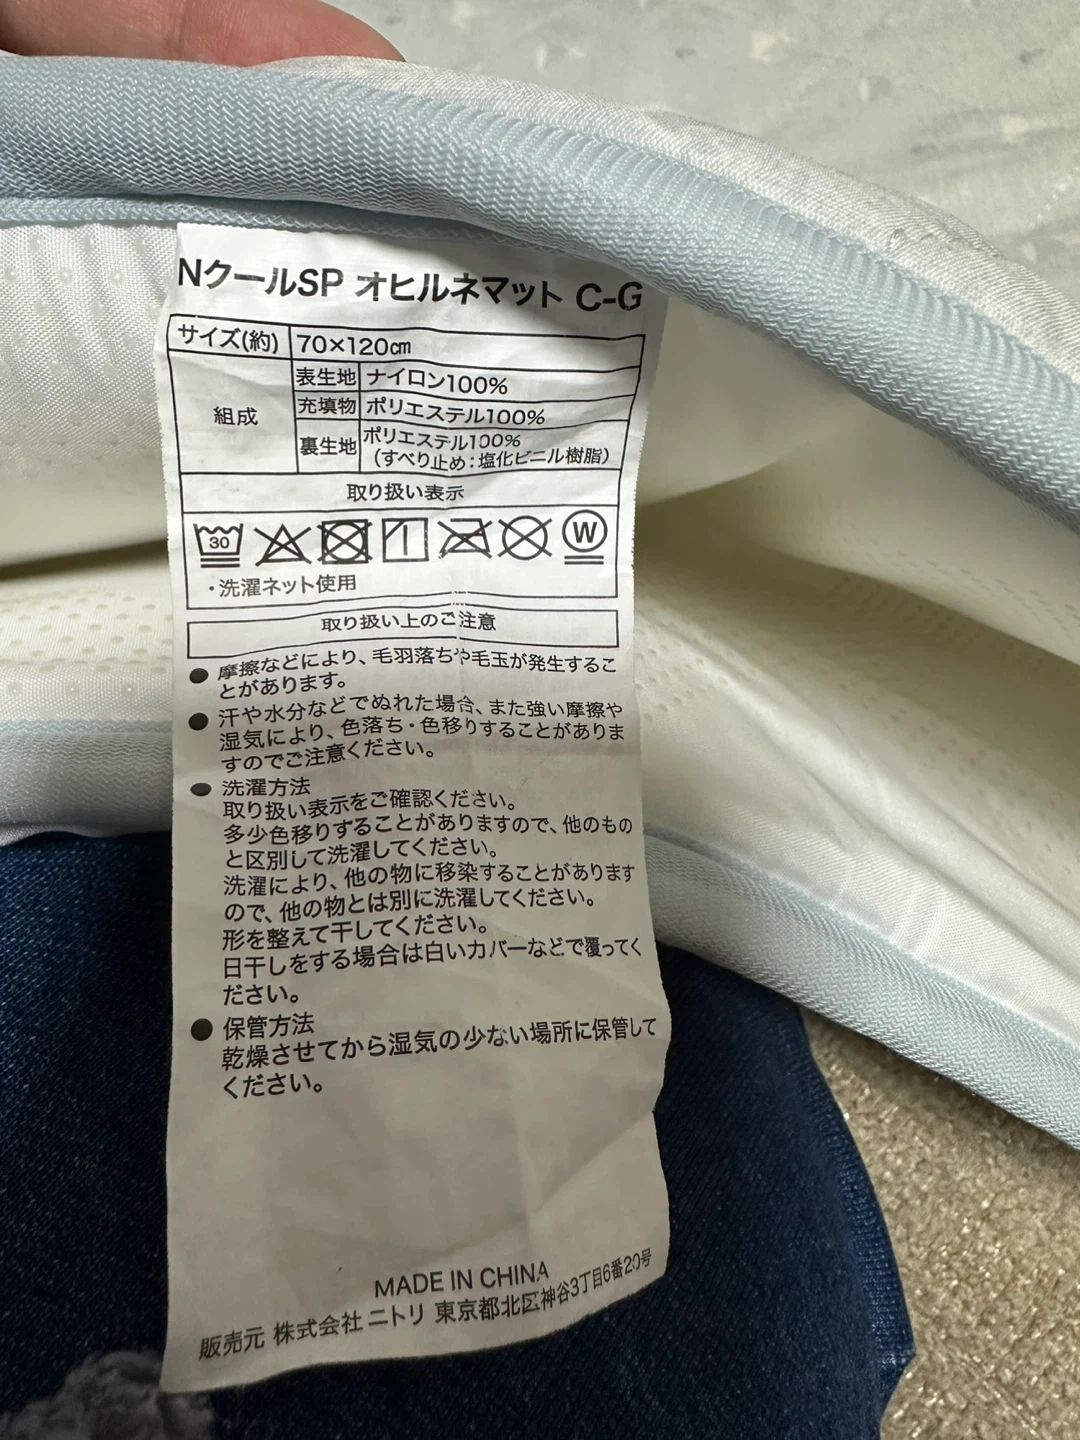 NクールSP オヒルネマット C-G
サイズ(約) 70×120㎝
組成
表生地 ナイロン100%
充填物 ポリエステル100%
裏生地 ポリエステル100%
(すべり止め:塩化ビニル樹脂)
取り扱い表示
30 W
・洗濯ネット使用
取り扱い上のご注意
● 摩擦などにより、毛羽落ちや毛玉が発生するこ
とがあります。
● 汗や水分などでぬれた場合、また強い摩擦や
湿気により、色落ち・色移りすることがありま
すのでご注意ください。
● 洗濯方法
取り扱い表示をご確認ください。
多少色移りすることがありますので、他のもの
と区別して洗濯してください。
洗濯により、他の物に移染することがあります
ので、他の物とは別に洗濯してください。
形を整えて干してください。
日干しをする場合は白いカバーなどで覆ってく
ださい。
● 保管方法
乾燥させてから湿気の少ない場所に保管して
ください。
MADE IN CHINA
販売元 株式会社 ニトリ 東京都北区神谷3丁目6番20号